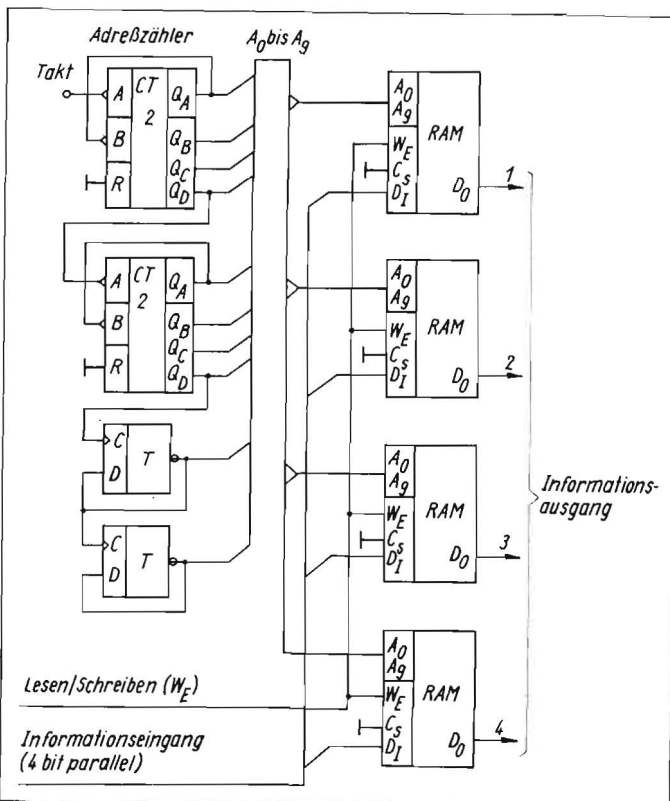 Adreßzähler
A0 bis A9
Takt
A
B
R
CT
2
QA
QB
QC
QD
A
B
R
CT
2
QA
QB
QC
QD
C
D
T
C
D
T
A0
A9
WE
CS
DI
RAM
D0
1
A0
A9
WE
CS
DI
RAM
D0
2
A0
A9
WE
CS
DI
RAM
D0
3
A0
A9
WE
CS
DI
RAM
D0
4
Informations-
ausgang
Lesen/Schreiben (WE)
Informationseingang
(4 bit parallel)